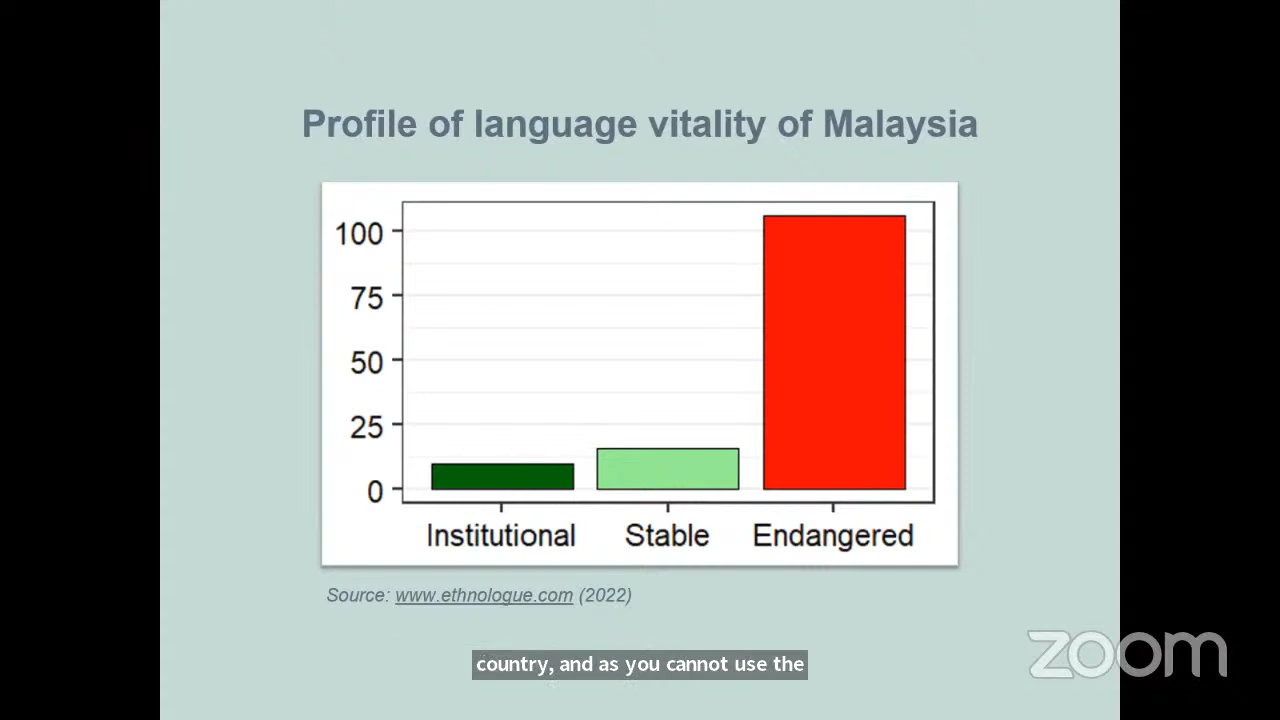 Profile of language vitality of Malaysia
100
75
50
25
0
Institutional Stable Endangered
Source: www.ethnologue.com (2022)
country, and as you cannot use the
zoom